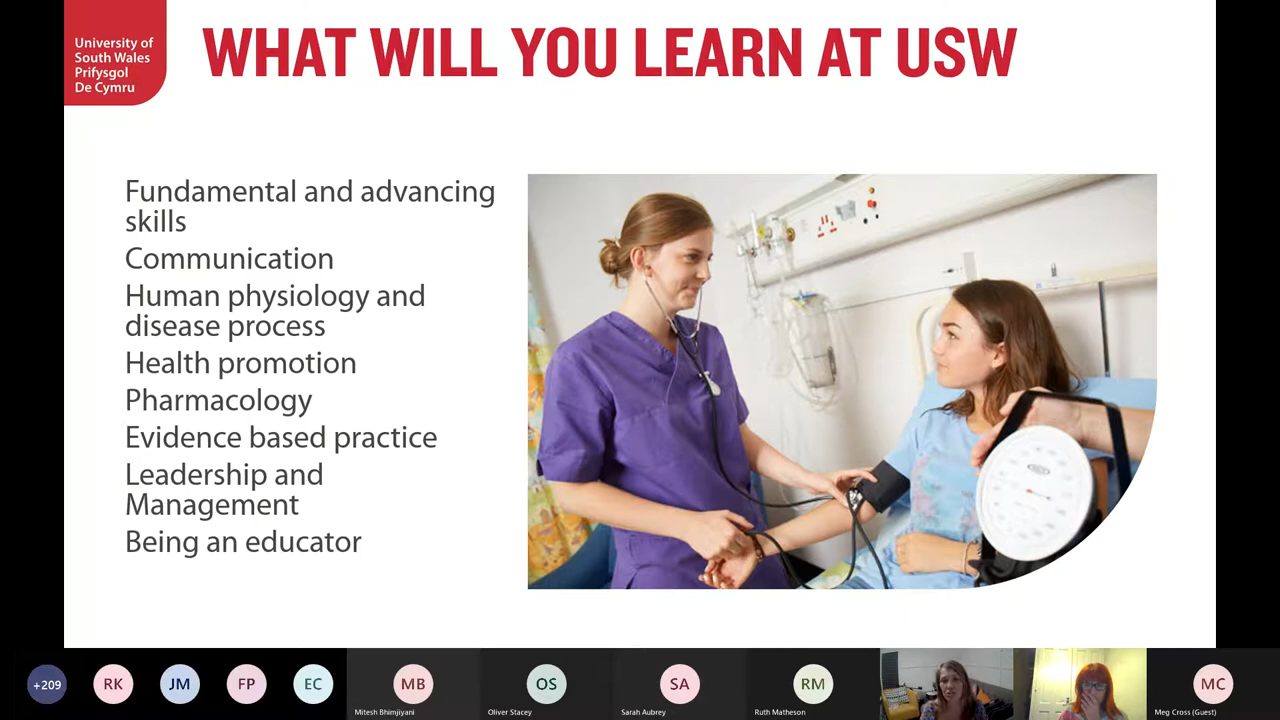 University of
South Wales
Prifysgol
De Cymru
WHAT WILL YOU LEARN AT USW
Fundamental and advancing
skills
Communication
Human physiology and
disease process
Health promotion
Pharmacology
Evidence based practice
Leadership and
Management
Being an educator
+209
RK
JM
FP
EC
MB
OS
SA
RM
MC
Mitesh Bhimjiyani
Oliver Stacey
Sarah Aubrey
Ruth Matheson
Meg Cross (Guest)